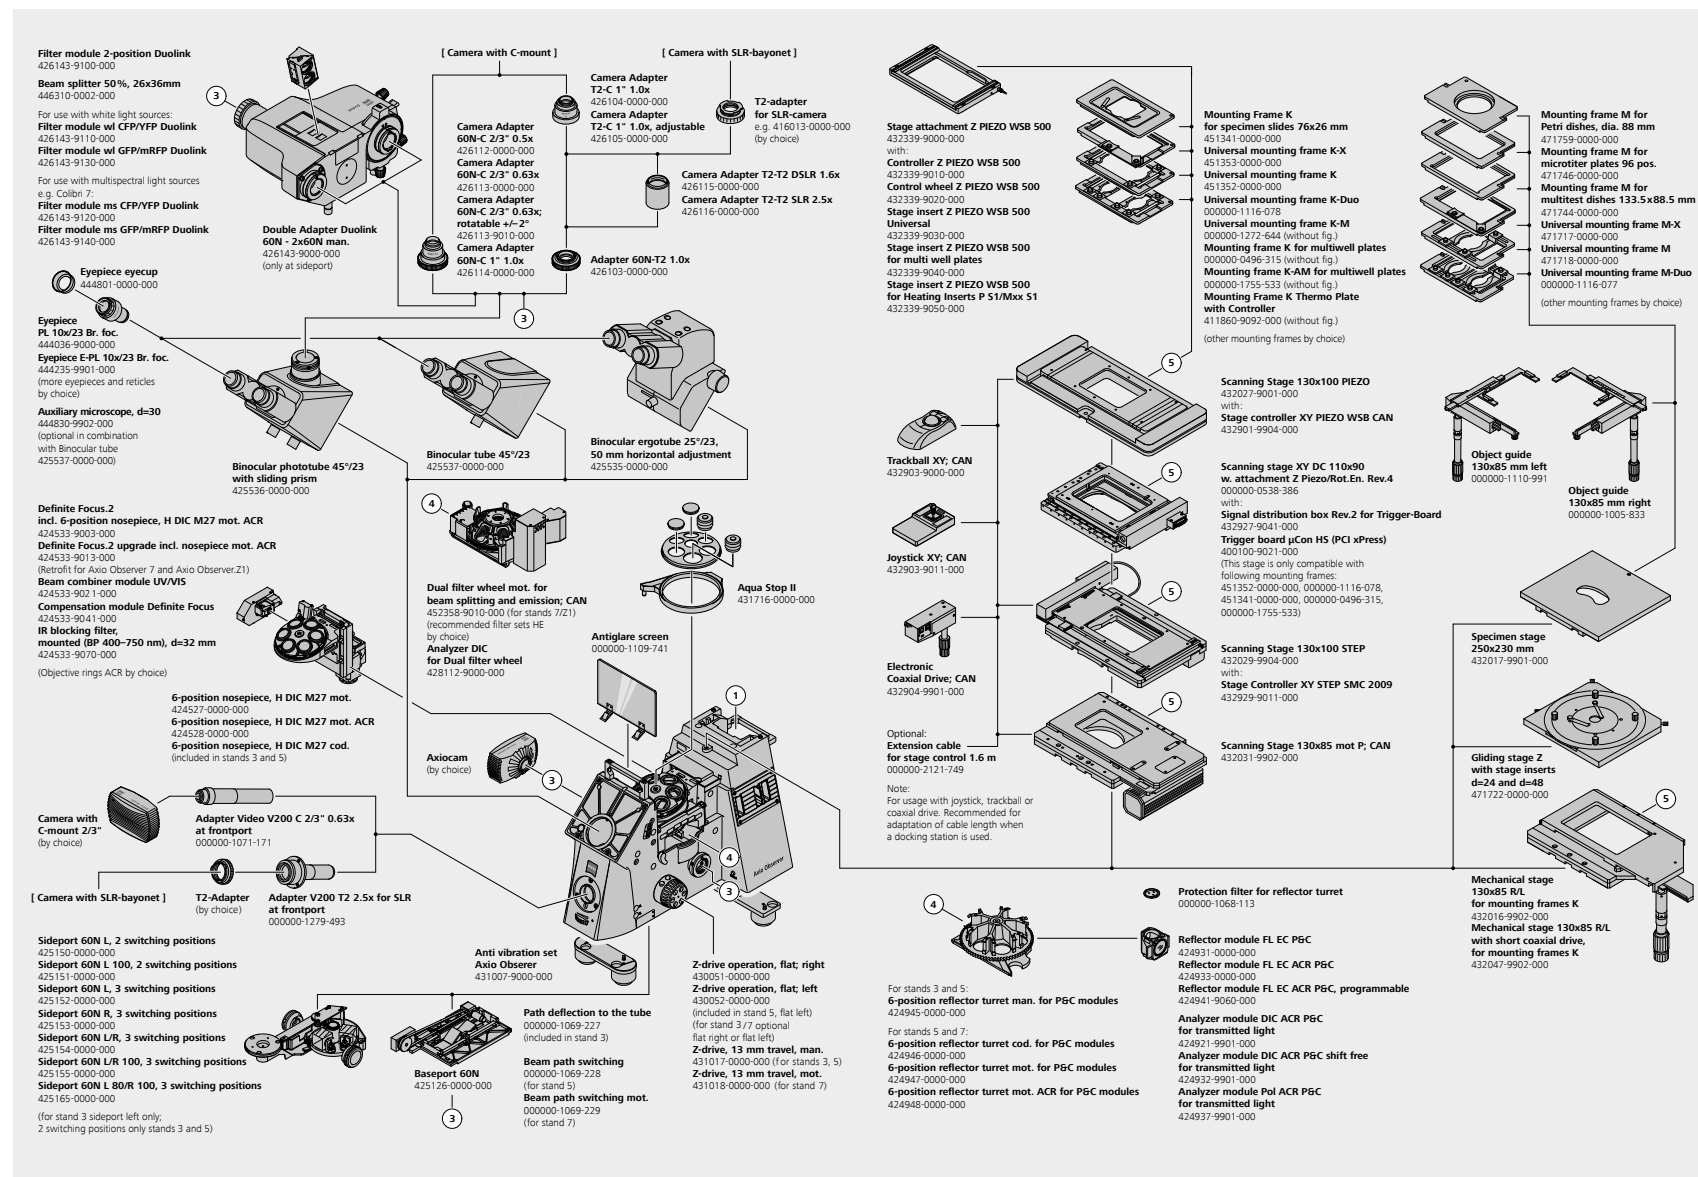 Filter module 2-position Duolink
426143-9100-000
Beam splitter 50%, 26x36mm
446310-0002-000
For use with white light sources:
Filter module wl CFP/YFP Duolink
426143-9110-000
Filter module wl GFP/mRFP Duolink
426143-9130-000
For use with multispectral light sources
e.g. Colibri 7:
Filter module ms CFP/YFP Duolink
426143-9120-000
Filter module ms GFP/mRFP Duolink
426143-9140-000
3
Double Adapter Duolink
60N - 2x60N man.
426143-9000-000
(only at sideport)
[ Camera with C-mount ]
[ Camera with SLR-bayonet ]
Camera Adapter
60N-C 2/3" 0.5x
426112-0000-000
Camera Adapter
60N-C 2/3" 0.63x
426113-0000-000
Camera Adapter
60N-C 2/3" 0.63x;
rotatable +/−2°
426113-9010-000
Camera Adapter
60N-C 1" 1.0x
426114-0000-000
Camera Adapter
T2-C 1" 1.0x
426104-0000-000
Camera Adapter
T2-C 1" 1.0x, adjustable
426105-0000-000
T2-adapter
for SLR-camera
e.g. 416013-0000-000
(by choice)
Camera Adapter T2-T2 DSLR 1.6x
426115-0000-000
Camera Adapter T2-T2 SLR 2.5x
426116-0000-000
Adapter 60N-T2 1.0x
426103-0000-000
3
Eyepiece eyecup
444801-0000-000
Eyepiece
PL 10x/23 Br. foc.
444036-9000-000
Eyepiece E-PL 10x/23 Br. foc.
444235-9901-000
(more eyepieces and reticles
by choice)
Auxiliary microscope, d=30
444830-9902-000
(optional in combination
with Binocular tube
425537-0000-000)
Binocular phototube 45°/23
with sliding prism
425536-0000-000
Binocular tube 45°/23
425537-0000-000
Binocular ergotube 25°/23,
50 mm horizontal adjustment
425535-0000-000
Definite Focus.2
incl. 6-position nosepiece, H DIC M27 mot. ACR
424533-9003-000
Definite Focus.2 upgrade incl. nosepiece mot. ACR
424533-9013-000
(Retrofit for Axio Observer 7 and Axio Observer.Z1)
Beam combiner module UV/VIS
424533-9021-000
Compensation module Definite Focus
424533-9041-000
IR blocking filter,
mounted (BP 400–750 nm), d=32 mm
424533-9070-000
(Objective rings ACR by choice)
6-position nosepiece, H DIC M27 mot.
424527-0000-000
6-position nosepiece, H DIC M27 mot. ACR
424528-0000-000
6-position nosepiece, H DIC M27 cod.
(included in stands 3 and 5)
4
Dual filter wheel mot. for
beam splitting and emission; CAN
452358-9010-000 (for stands 7/Z1)
(recommended filter sets HE
by choice)
Analyzer DIC
for Dual filter wheel
428112-9000-000
Aqua Stop II
431716-0000-000
Antiglare screen
000000-1109-741
1
Axiocam
(by choice)
3
4
3
Axio Observer
Camera with
C-mount 2/3"
(by choice)
Adapter Video V200 C 2/3" 0.63x
at frontport
000000-1071-171
[ Camera with SLR-bayonet ]
T2-Adapter
(by choice)
Adapter V200 T2 2.5x for SLR
at frontport
000000-1279-493
Sideport 60N L, 2 switching positions
425150-0000-000
Sideport 60N L 100, 2 switching positions
425151-0000-000
Sideport 60N L, 3 switching positions
425152-0000-000
Sideport 60N R, 3 switching positions
425153-0000-000
Sideport 60N L/R, 3 switching positions
425154-0000-000
Sideport 60N L/R 100, 3 switching positions
425155-0000-000
Sideport 60N L 80/R 100, 3 switching positions
425165-0000-000
(for stand 3 sideport left only;
2 switching positions only stands 3 and 5)
Anti vibration set
Axio Obserer
431007-9000-000
Baseport 60N
425126-0000-000
3
Path deflection to the tube
000000-1069-227
(included in stand 3)
Beam path switching
000000-1069-228
(for stand 5)
Beam path switching mot.
000000-1069-229
(for stand 7)
Z-drive operation, flat; right
430051-0000-000
Z-drive operation, flat; left
430052-0000-000
(included in stand 5, flat left)
(for stand 3/7 optional
flat right or flat left)
Z-drive, 13 mm travel, man.
431017-0000-000 (for stands 3, 5)
Z-drive, 13 mm travel, mot.
431018-0000-000 (for stand 7)
Stage attachment Z PIEZO WSB 500
432339-9000-000
with:
Controller Z PIEZO WSB 500
432339-9010-000
Control wheel Z PIEZO WSB 500
432339-9020-000
Stage insert Z PIEZO WSB 500
Universal
432339-9030-000
Stage insert Z PIEZO WSB 500
for multi well plates
432339-9040-000
Stage insert Z PIEZO WSB 500
for Heating Inserts P S1/Mxx S1
432339-9050-000
Mounting Frame K
for specimen slides 76x26 mm
451341-0000-000
Universal mounting frame K-X
451353-0000-000
Universal mounting frame K
451352-0000-000
Universal mounting frame K-Duo
000000-1116-078
Universal mounting frame K-M
000000-1272-644 (without fig.)
Mounting frame K for multiwell plates
000000-0496-315 (without fig.)
Mounting frame K-AM for multiwell plates
000000-1755-533 (without fig.)
Mounting Frame K Thermo Plate
with Controller
411860-9092-000 (without fig.)
(other mounting frames by choice)
Mounting frame M for
Petri dishes, dia. 88 mm
471759-0000-000
Mounting frame M for
microtiter plates 96 pos.
471746-0000-000
Mounting frame M for
multitest dishes 133.5x88.5 mm
471744-0000-000
Universal mounting frame M-X
471717-0000-000
Universal mounting frame M
471718-0000-000
Universal mounting frame M-Duo
000000-1116-077
(other mounting frames by choice)
5
Scanning Stage 130x100 PIEZO
432027-9001-000
with:
Stage controller XY PIEZO WSB CAN
432901-9904-000
Trackball XY; CAN
432903-9000-000
5
Scanning stage XY DC 110x90
w. attachment Z Piezo/Rot.En. Rev.4
000000-0538-386
with:
Signal distribution box Rev.2 for Trigger-Board
432927-9041-000
Trigger board µCon HS (PCI xPress)
400100-9021-000
(This stage is only compatible with
following mounting frames:
451352-0000-000, 000000-1116-078,
451341-0000-000, 000000-0496-315,
000000-1755-533)
Joystick XY; CAN
432903-9011-000
5
Electronic
Coaxial Drive; CAN
432904-9901-000
Scanning Stage 130x100 STEP
432029-9904-000
with:
Stage Controller XY STEP SMC 2009
432929-9011-000
5
Optional:
Extension cable
for stage control 1.6 m
000000-2121-749
Note:
For usage with joystick, trackball or
coaxial drive. Recommended for
adaptation of cable length when
a docking station is used.
Scanning Stage 130x85 mot P; CAN
432031-9902-000
Object guide
130x85 mm left
000000-1110-991
Object guide
130x85 mm right
000000-1005-833
Specimen stage
250x230 mm
432017-9901-000
Gliding stage Z
with stage inserts
d=24 and d=48
471722-0000-000
5
Mechanical stage
130x85 R/L
for mounting frames K
432016-9902-000
Mechanical stage 130x85 R/L
with short coaxial drive,
for mounting frames K
432047-9902-000
4
For stands 3 and 5:
6-position reflector turret man. for P&C modules
424945-0000-000
For stands 5 and 7:
6-position reflector turret cod. for P&C modules
424946-0000-000
6-position reflector turret mot. for P&C modules
424947-0000-000
6-position reflector turret mot. ACR for P&C modules
424948-0000-000
Protection filter for reflector turret
000000-1068-113
Reflector module FL EC P&C
424931-0000-000
Reflector module FL EC ACR P&C
424933-0000-000
Reflector module FL EC ACR P&C, programmable
424941-9060-000
Analyzer module DIC ACR P&C
for transmitted light
424921-9901-000
Analyzer module DIC ACR P&C shift free
for transmitted light
424932-9901-000
Analyzer module Pol ACR P&C
for transmitted light
424937-9901-000